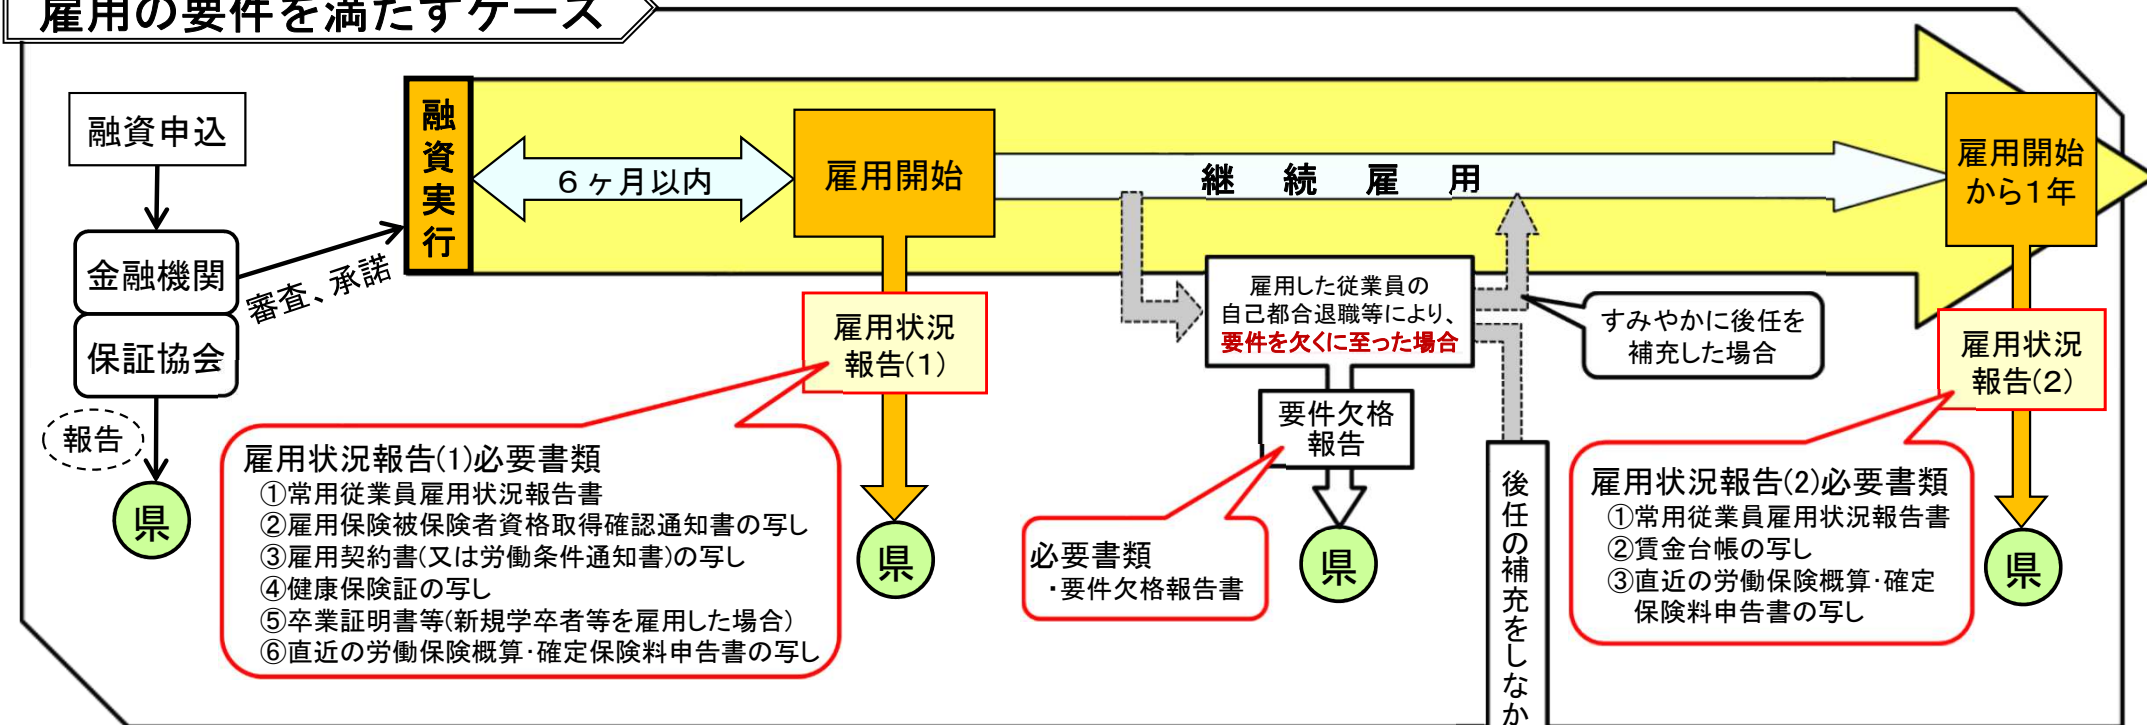 雇用の要件を満たすケース
融資申込
金融機関
保証協会
審査、承諾
報告
県
融資実行
6ヶ月以内
雇用開始
継続雇用
雇用開始
から1年
雇用状況
報告(1)
雇用状況報告(1)必要書類
①常用従業員雇用状況報告書
②雇用保険被保険者資格取得確認通知書の写し
③雇用契約書(又は労働条件通知書)の写し
④健康保険証の写し
⑤卒業証明書等(新規学卒者等を雇用した場合)
⑥直近の労働保険概算・確定保険料申告書の写し
県
雇用した従業員の
自己都合退職等により、
要件を欠くに至った場合
すみやかに後任を
補充した場合
要件欠格
報告
必要書類
・要件欠格報告書
県
後任の補充をしなか
雇用状況
報告(2)
雇用状況報告(2)必要書類
①常用従業員雇用状況報告書
②賃金台帳の写し
③直近の労働保険概算・確定
保険料申告書の写し
県